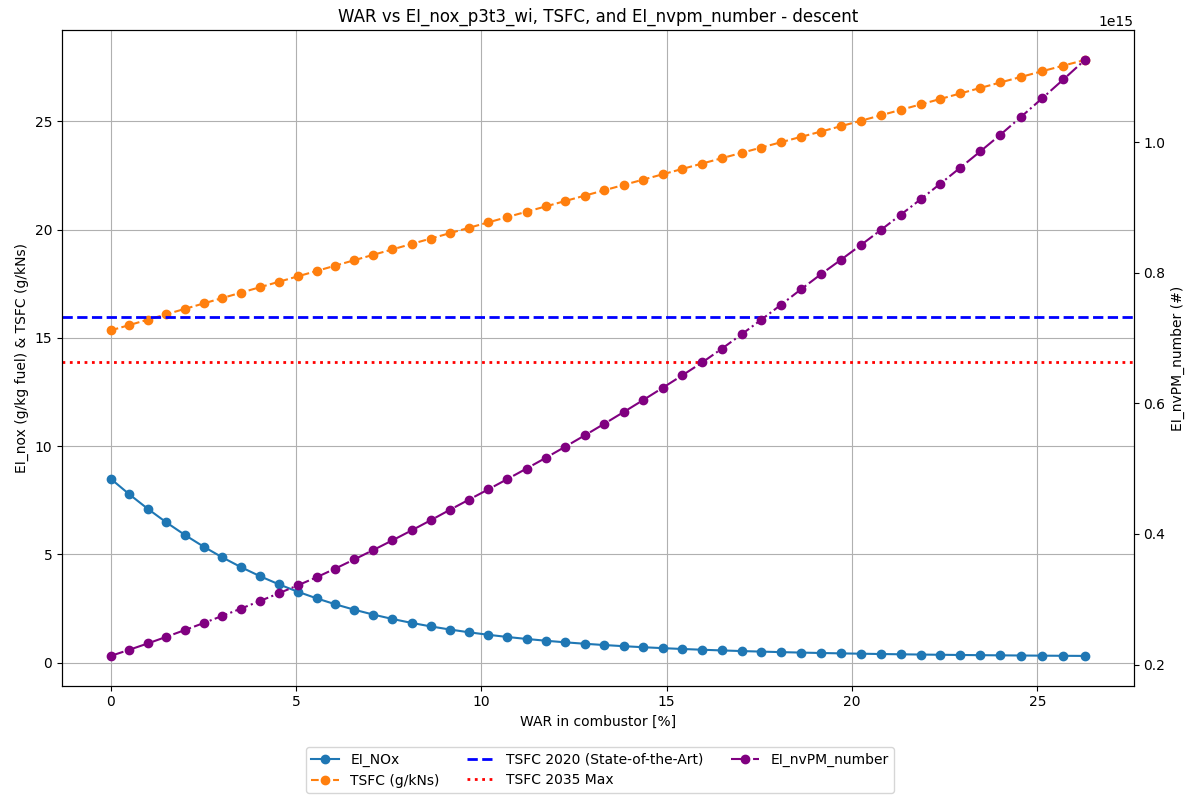 WAR vs EI_nox_p3t3_wi, TSFC, and EI_nvpm_number - descent
1e15
EI_nox (g/kg fuel) & TSFC (g/kNs)
25
20
15
10
5
0
1.0
0.8
0.6
0.4
0.2
EI_nvPM_number (#)
0 5 10 15 20 25
WAR in combustor [%]
EI_NOx
TSFC (g/kNs)
TSFC 2020 (State-of-the-Art)
TSFC 2035 Max
EI_nvPM_number